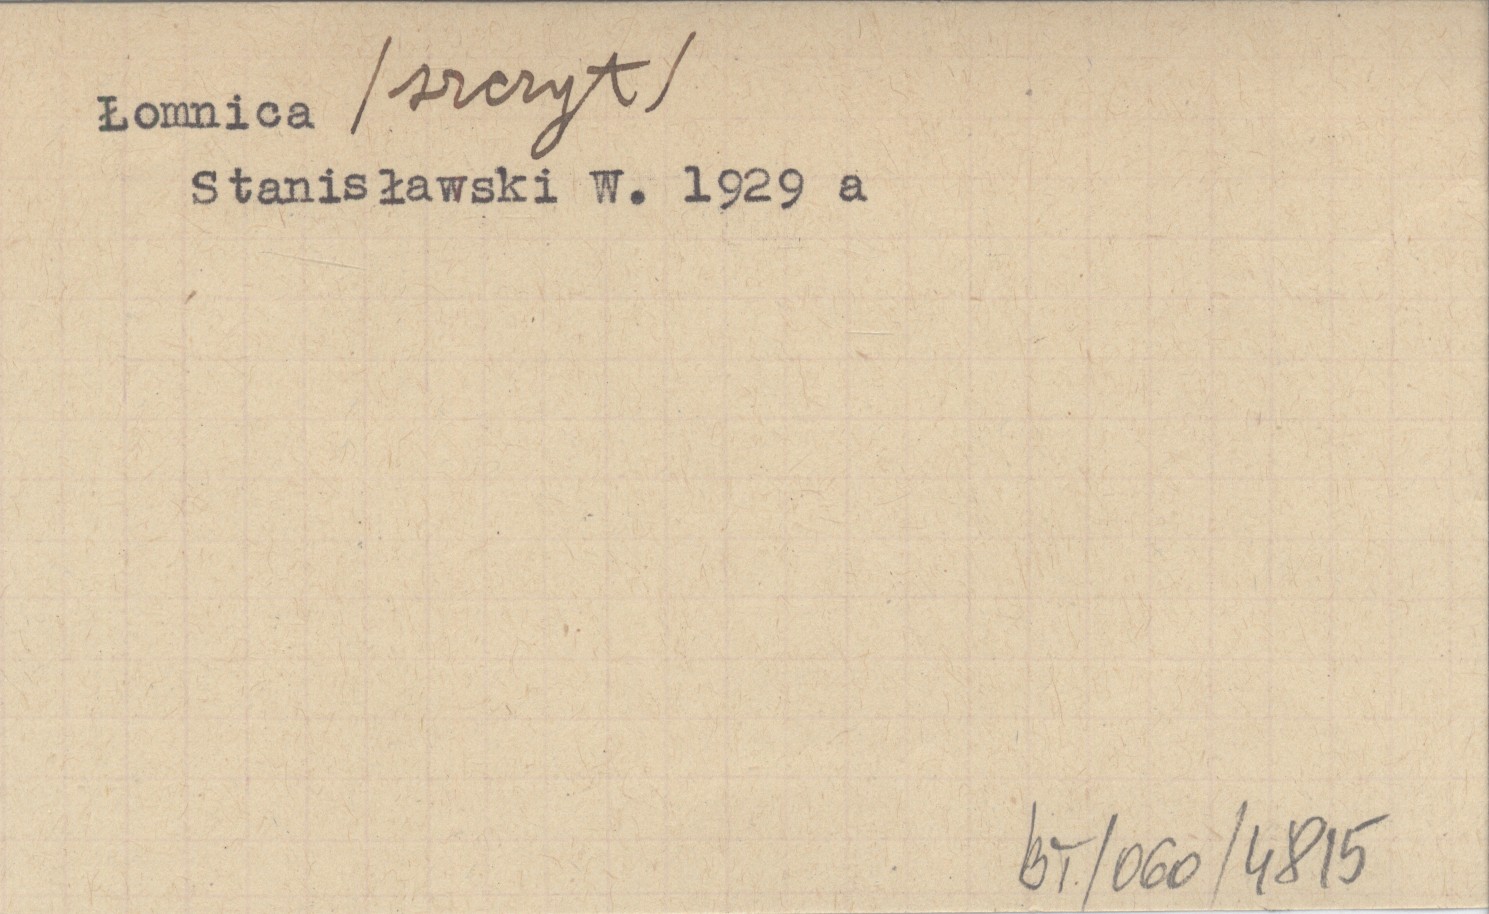 Łomnica /szczyt/
Stanisławski W. 1929 a
BT./060/4815